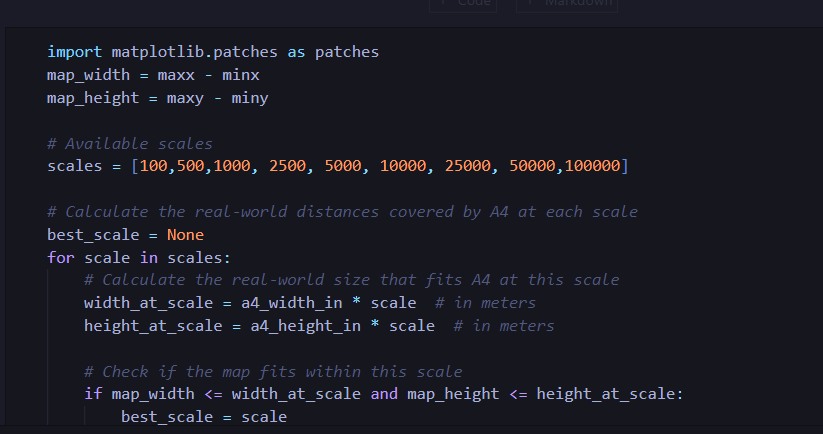 Code
Markdown
import matplotlib.patches as patches
map_width = maxx - minx
map_height = maxy - miny
# Available scales
scales = [100,500,1000, 2500, 5000, 10000, 25000, 50000,100000]
# Calculate the real-world distances covered by A4 at each scale
best_scale = None
for scale in scales:
# Calculate the real-world size that fits A4 at this scale
width_at_scale = a4_width_in * scale  # in meters
height_at_scale = a4_height_in * scale  # in meters
# Check if the map fits within this scale
if map_width <= width_at_scale and map_height <= height_at_scale:
best_scale = scale